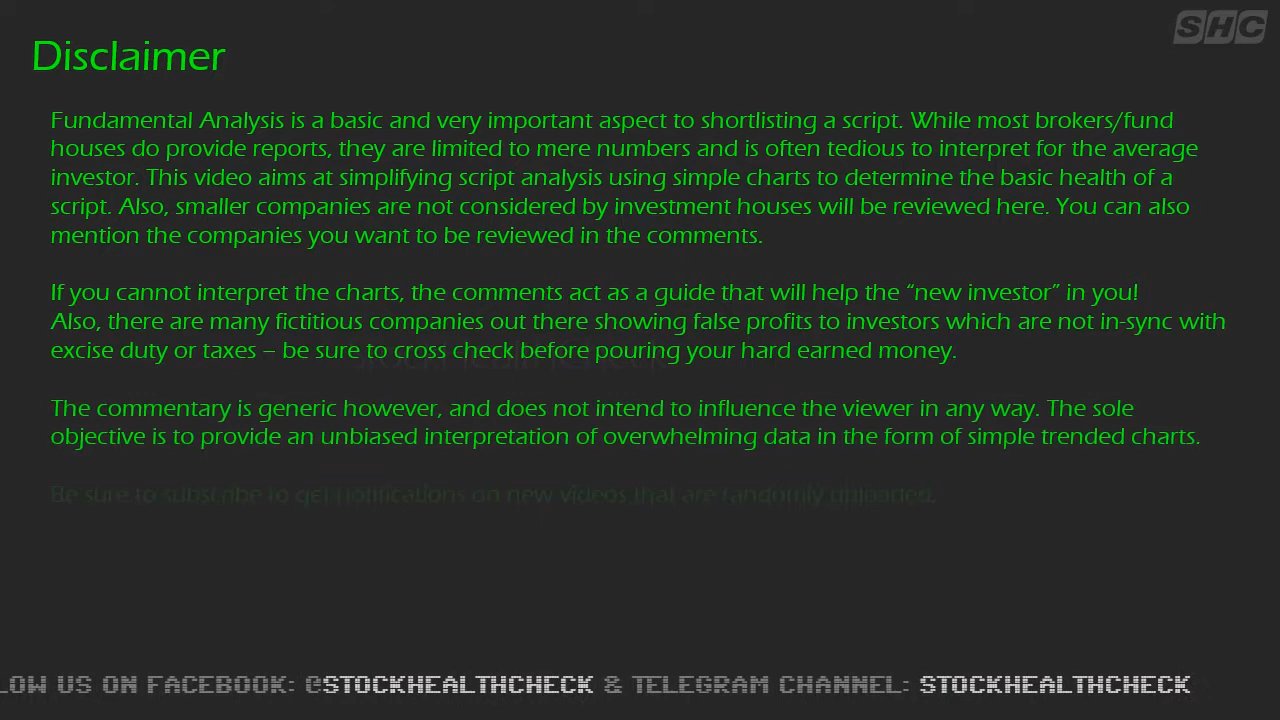 SHC
Disclaimer
Fundamental Analysis is a basic and very important aspect to shortlisting a script. While most brokers/fund
houses do provide reports, they are limited to mere numbers and is often tedious to interpret for the average
investor. This video aims at simplifying script analysis using simple charts to determine the basic health of a
script. Also, smaller companies are not considered by investment houses will be reviewed here. You can also
mention the companies you want to be reviewed in the comments.
If you cannot interpret the charts, the comments act as a guide that will help the “new investor” in you!
Also, there are many fictitious companies out there showing false profits to investors which are not in-sync with
excise duty or taxes – be sure to cross check before pouring your hard earned money.
The commentary is generic however, and does not intend to influence the viewer in any way. The sole
objective is to provide an unbiased interpretation of overwhelming data in the form of simple trended charts.
Be sure to subscribe to get notifications on new videos that are randomly uploaded.
LOW US ON FACEBOOK: @STOCKHEALTHCHECK & TELEGRAM CHANNEL: STOCKHEALTHCHECK